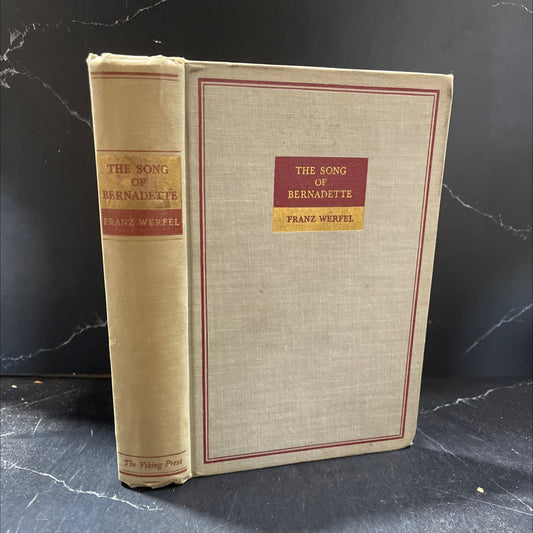 THE SONG
OF
BERNADETTE
FRANZ WERFEL
The Viking Press
THE SONG
OF
BERNADETTE
FRANZ WERFEL